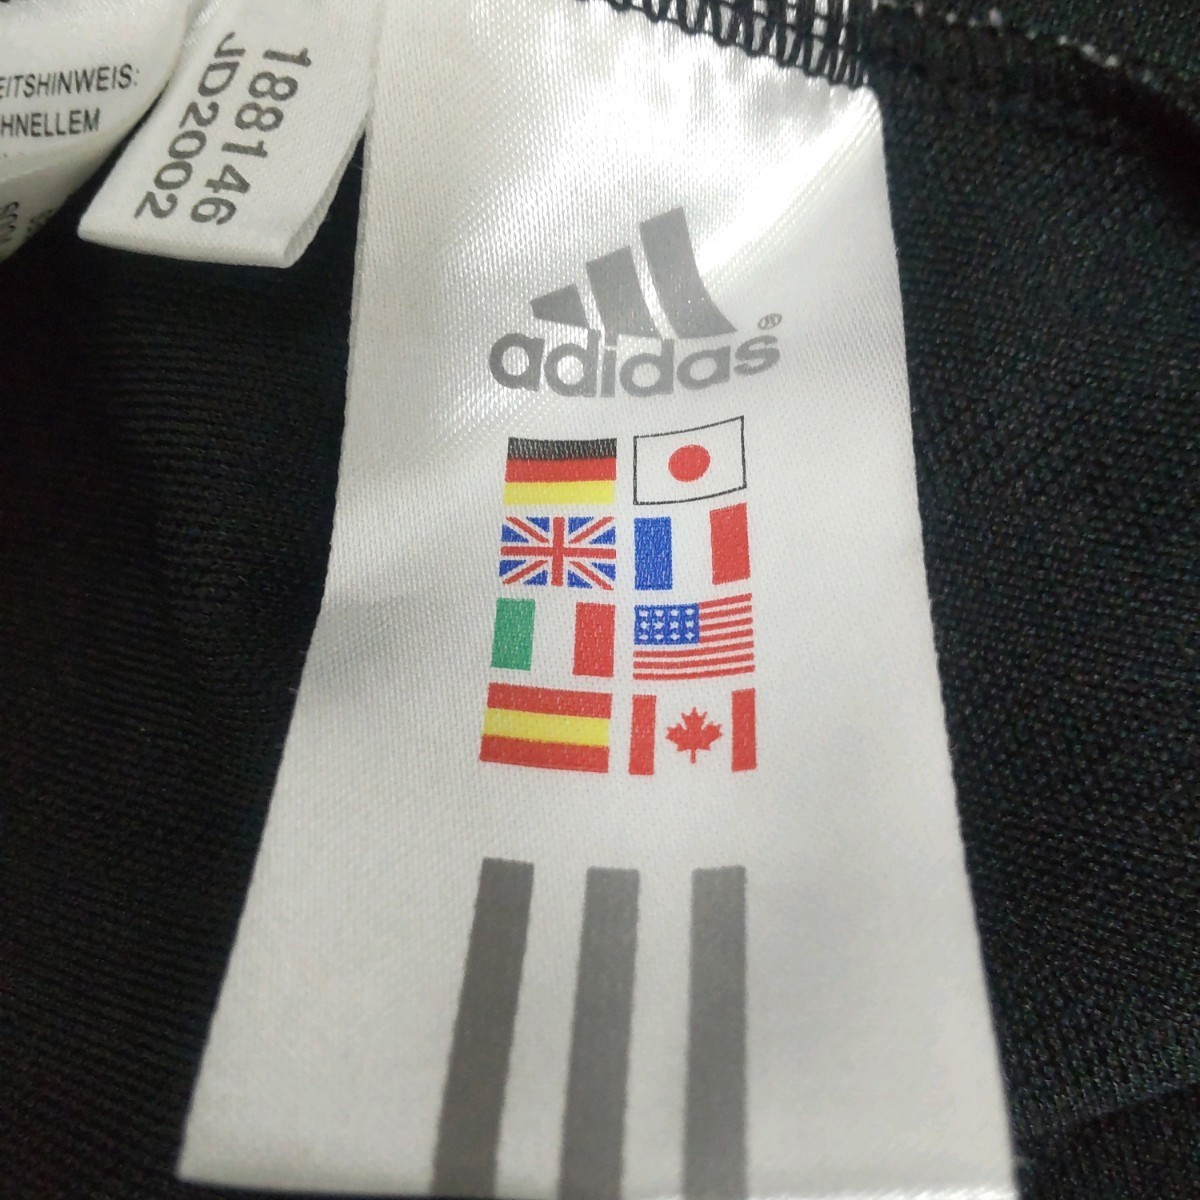 EITSHINWEIS:
HNELLEM
188146
JD2002
adidas®